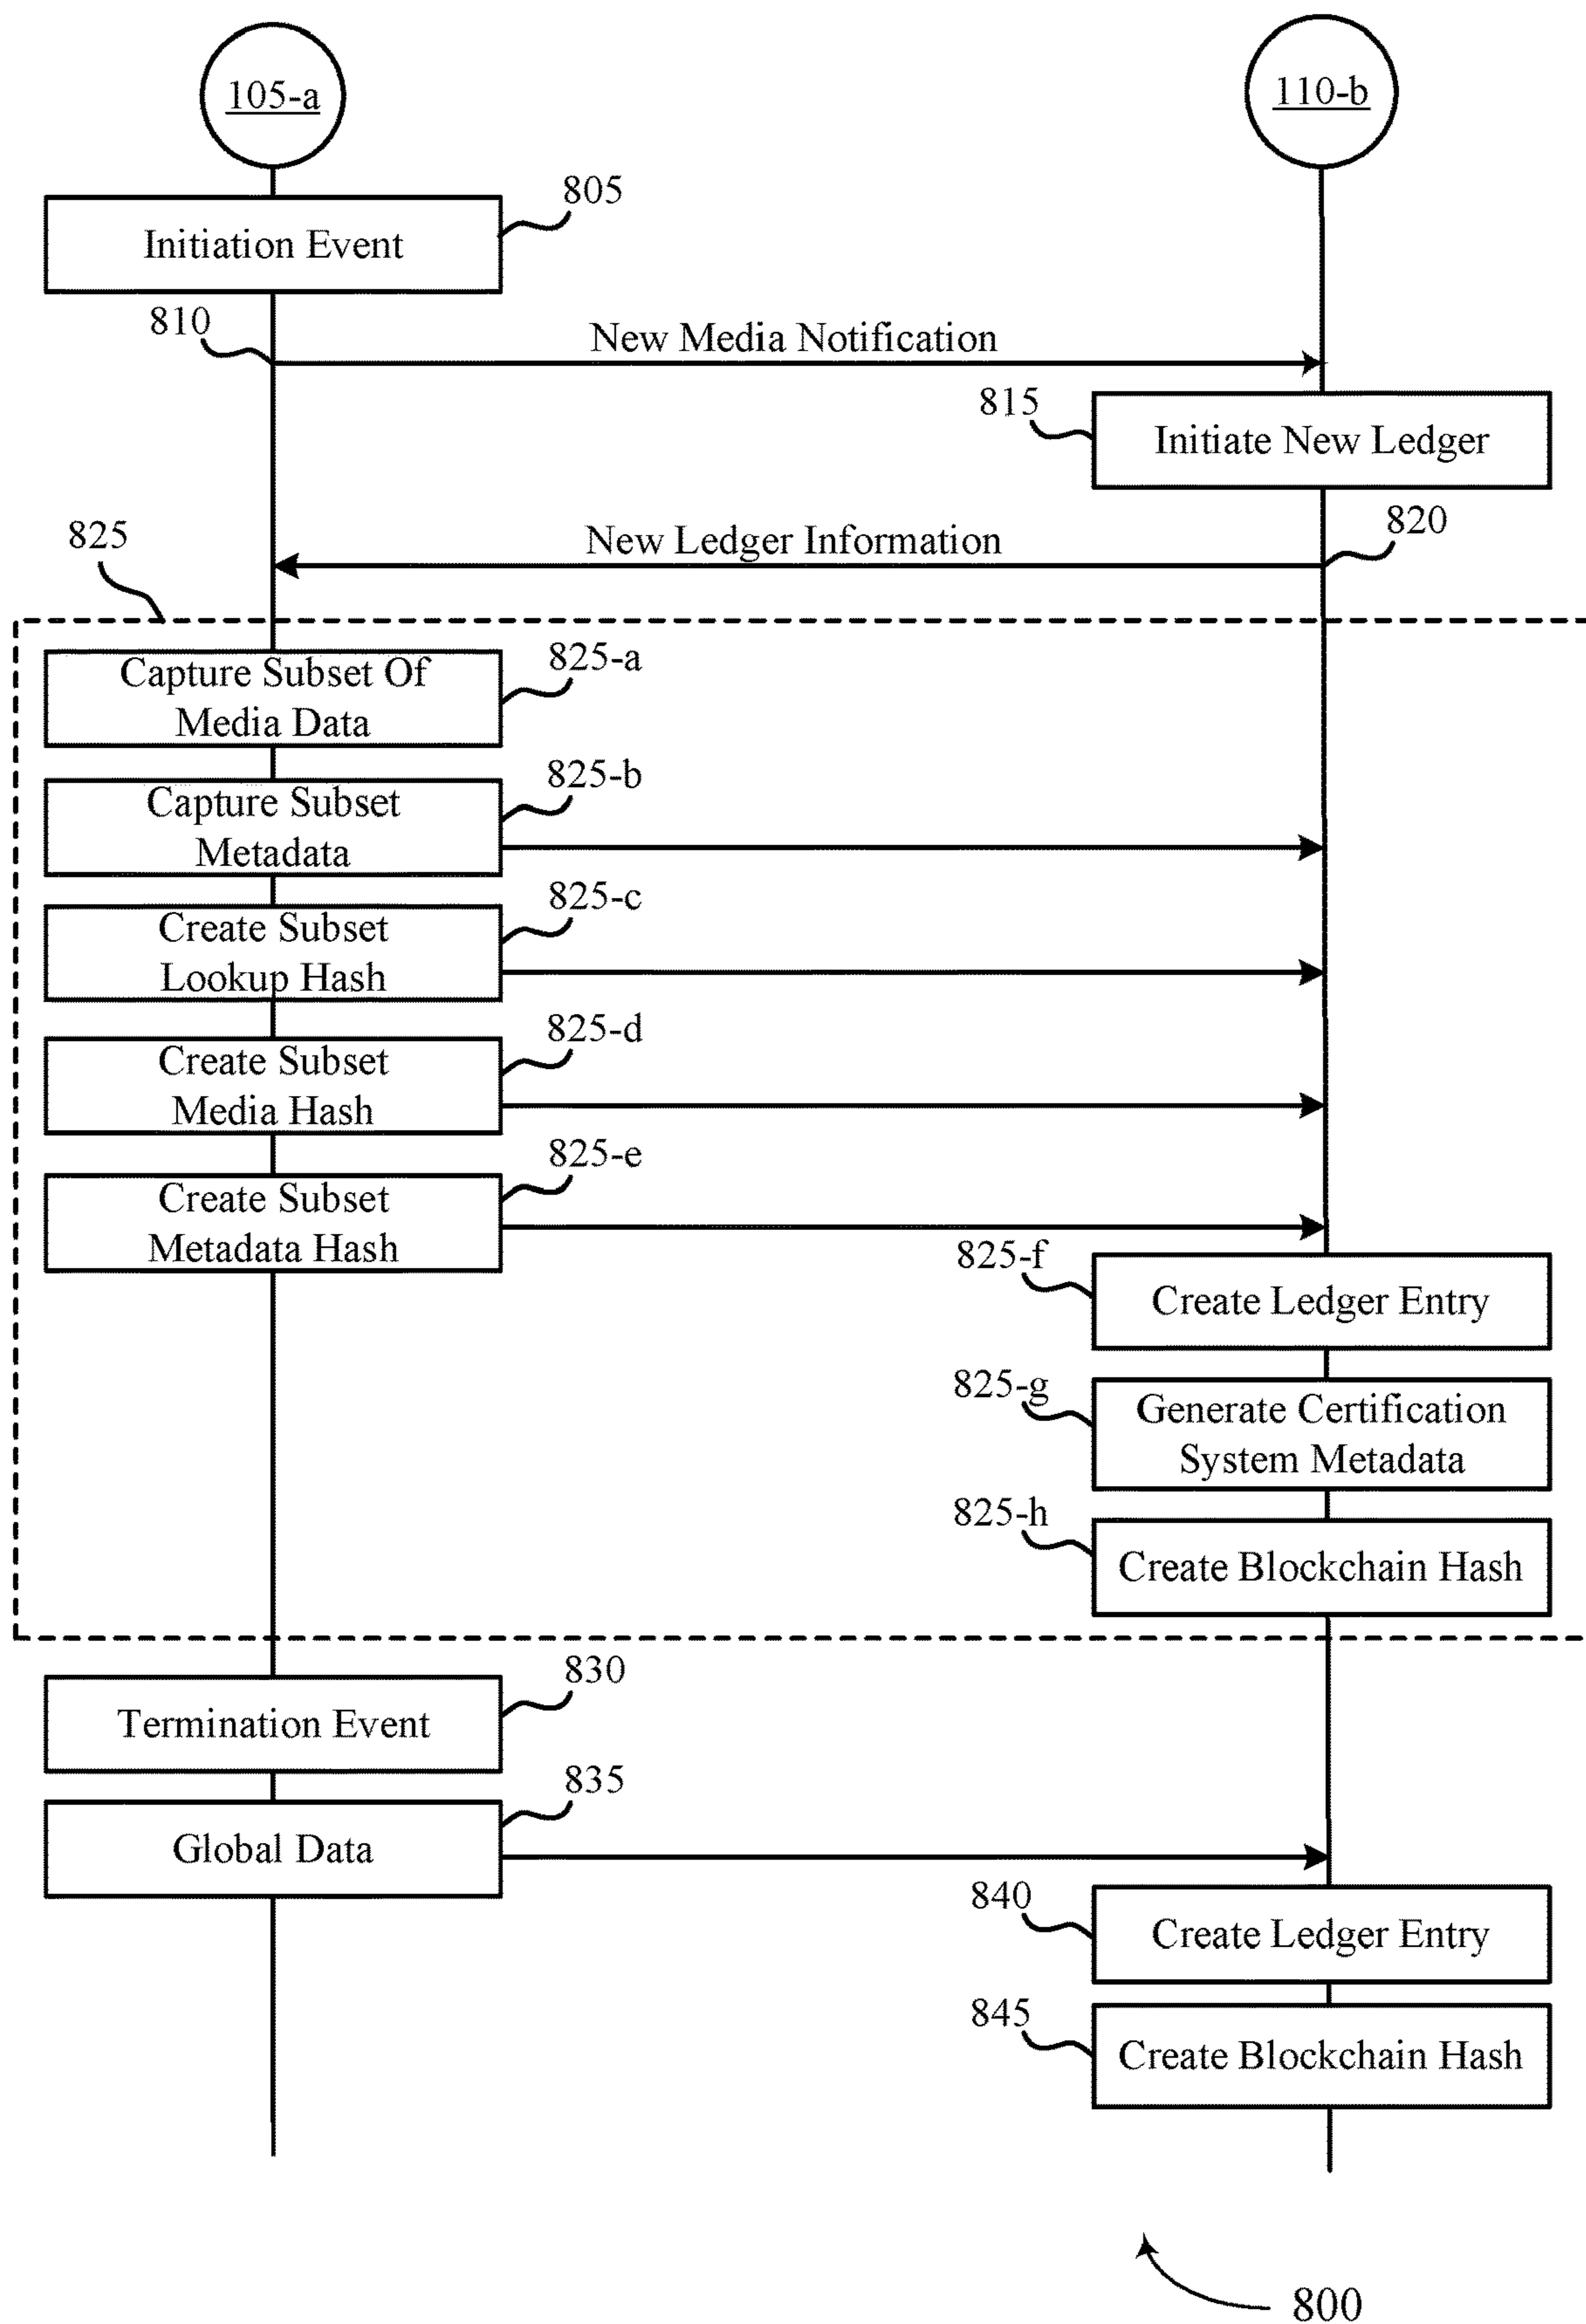 105-a
110-b
805
Initiation Event
810
New Media Notification
815
Initiate New Ledger
820
New Ledger Information
825
825-a
Capture Subset Of
Media Data
825-b
Capture Subset
Metadata
825-c
Create Subset
Lookup Hash
825-d
Create Subset
Media Hash
825-e
Create Subset
Metadata Hash
825-f
Create Ledger Entry
825-g
Generate Certification
System Metadata
825-h
Create Blockchain Hash
830
Termination Event
835
Global Data
840
Create Ledger Entry
845
Create Blockchain Hash
800